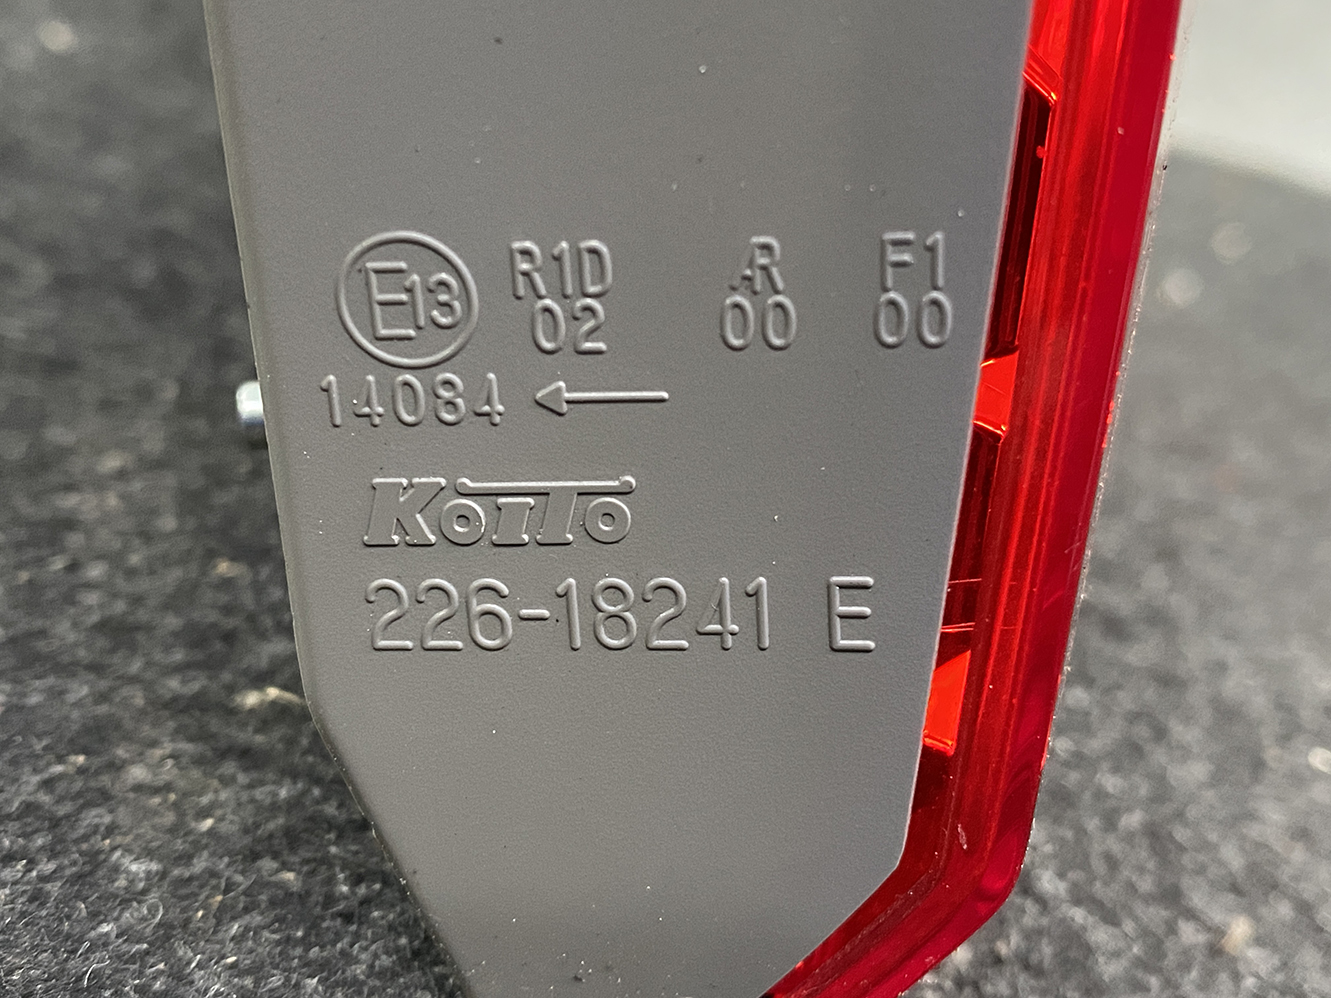 E13 R1D AR F1
02 00 00
14084 ←
KOITO
226-18241 E